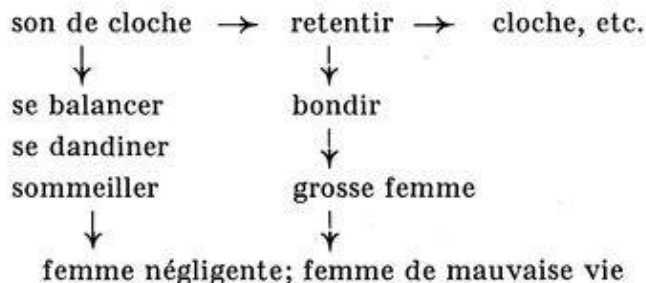 son de cloche → retentir → cloche, etc.
↓ ↓
se balancer bondir
se dandiner ↓
sommeiller grosse femme
↓ ↓
femme négligente; femme de mauvaise vie